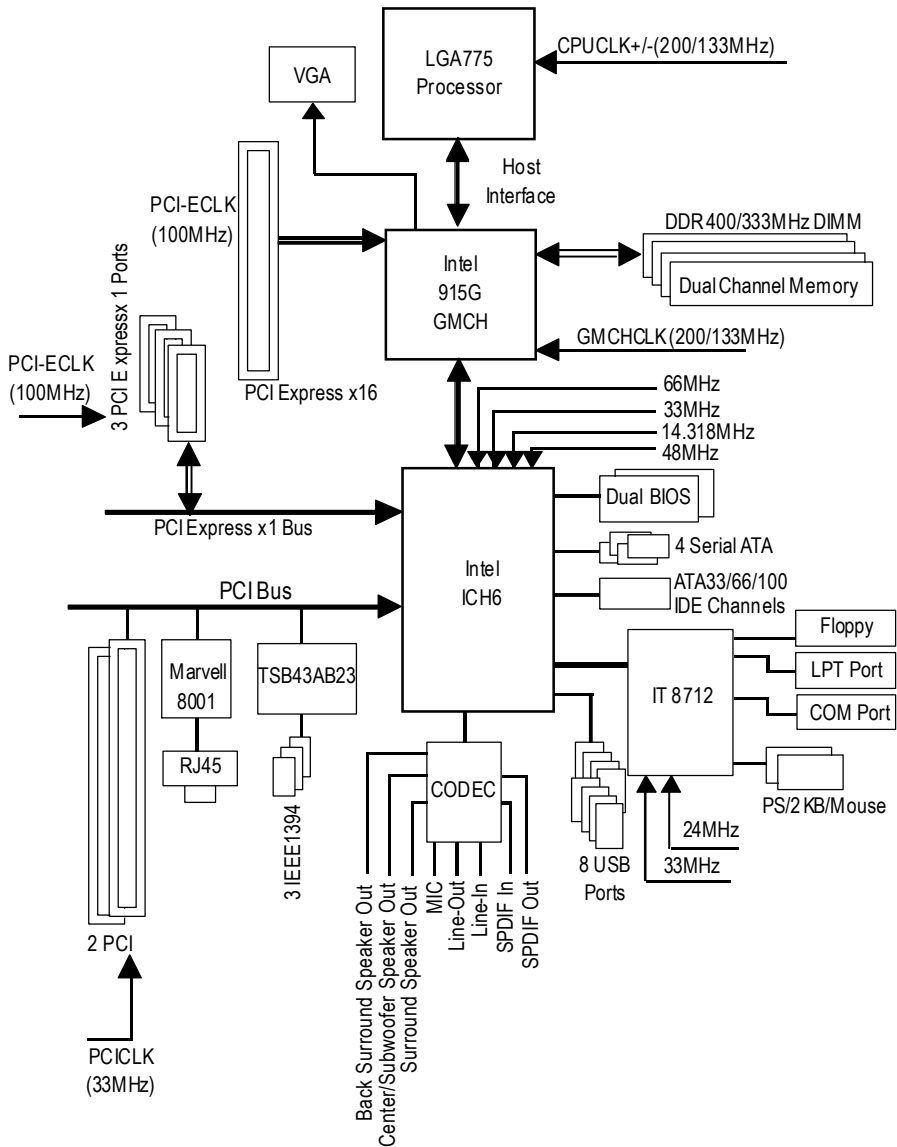 CPUCLK+/-(200/133MHz)
LGA775
Processor
VGA
Host
Interface
PCI-ECLK
(100MHz)
DDR400/333MHz DIMM
Dual Channel Memory
Intel
915G
GMCH
GMCHCLK(200/133MHz)
3 PCI Expressx 1 Ports
PCI-ECLK
(100MHz)
PCI Express x16
66MHz
33MHz
14.318MHz
48MHz
Dual BIOS
PCI Express x1 Bus
4 Serial ATA
Intel
ICH6
ATA33/66/100
IDE Channels
PCI Bus
Floppy
LPT Port
COM Port
IT8712
Marvell
8001
TSB43AB23
RJ45
CODEC
PS/2 KB/Mouse
24MHz
33MHz
3 IEEE1394
8 USB
Ports
Back Surround Speaker Out
Center/Subwoofer Speaker Out
Surround Speaker Out
MIC
Line-Out
Line-In
SPDIF In
SPDIF Out
2 PCI
PCICLK
(33MHz)